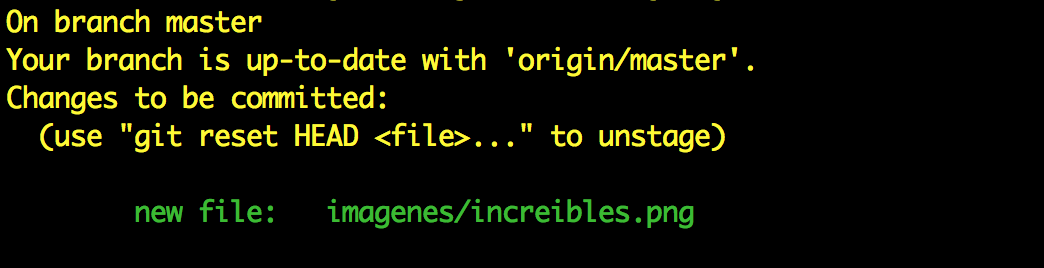 On branch master
Your branch is up-to-date with 'origin/master'.
Changes to be committed:
  (use "git reset HEAD <file>..." to unstage)
        new file:   imagenes/increibles.png